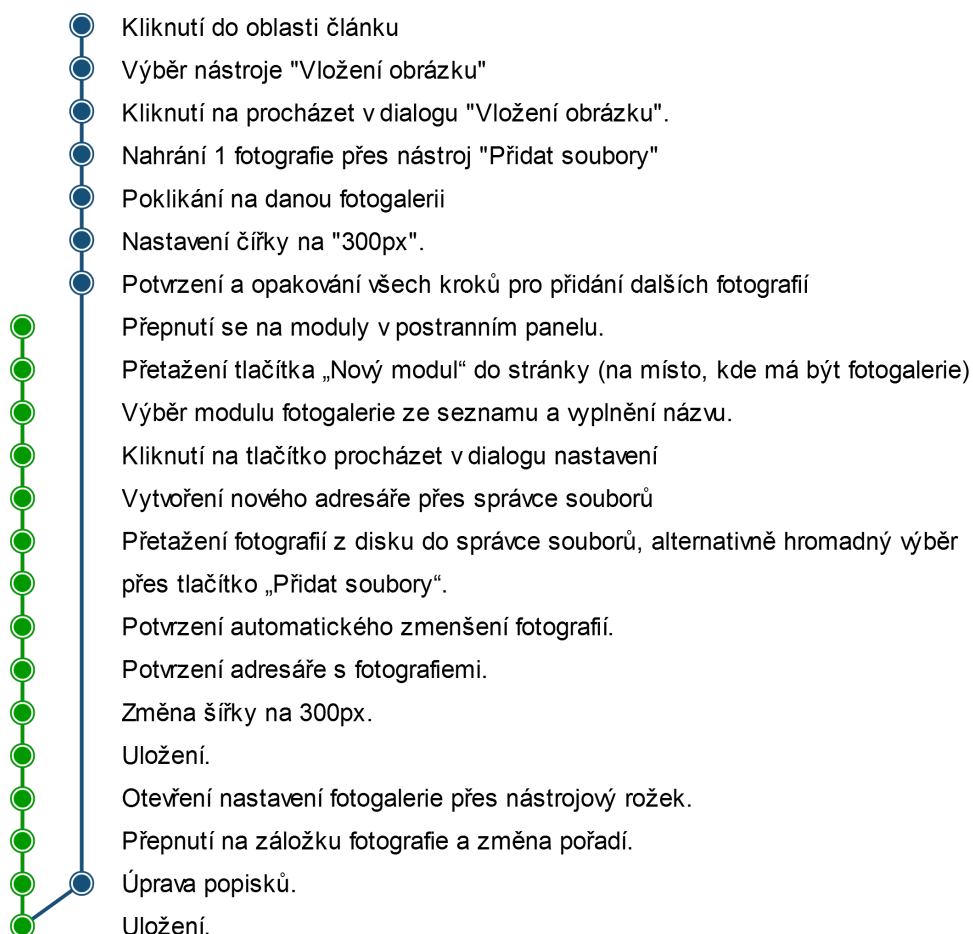 Kliknutí do oblasti článku
Výběr nástroje "Vložení obrázku"
Kliknutí na procházet v dialogu "Vložení obrázku".
Nahrání 1 fotografie přes nástroj "Přidat soubory"
Poklikání na danou fotogalerii
Nastavení čířky na "300px".
Potvrzení a opakování všech kroků pro přidání dalších fotografií
Přepnutí se na moduly v postranním panelu.
Přetažení tlačítka „Nový modul“ do stránky (na místo, kde má být fotogalerie)
Výběr modulu fotogalerie ze seznamu a vyplnění názvu.
Kliknutí na tlačítko procházet v dialogu nastavení
Vytvoření nového adresáře přes správce souborů
Přetažení fotografií z disku do správce souborů, alternativně hromadný výběr
přes tlačítko „Přidat soubory“.
Potvrzení automatického zmenšení fotografií.
Potvrzení adresáře s fotografiemi.
Změna šířky na 300px.
Uložení.
Otevření nastavení fotogalerie přes nástrojový rožek.
Přepnutí na záložku fotografie a změna pořadí.
Úprava popisků.
Uložení.